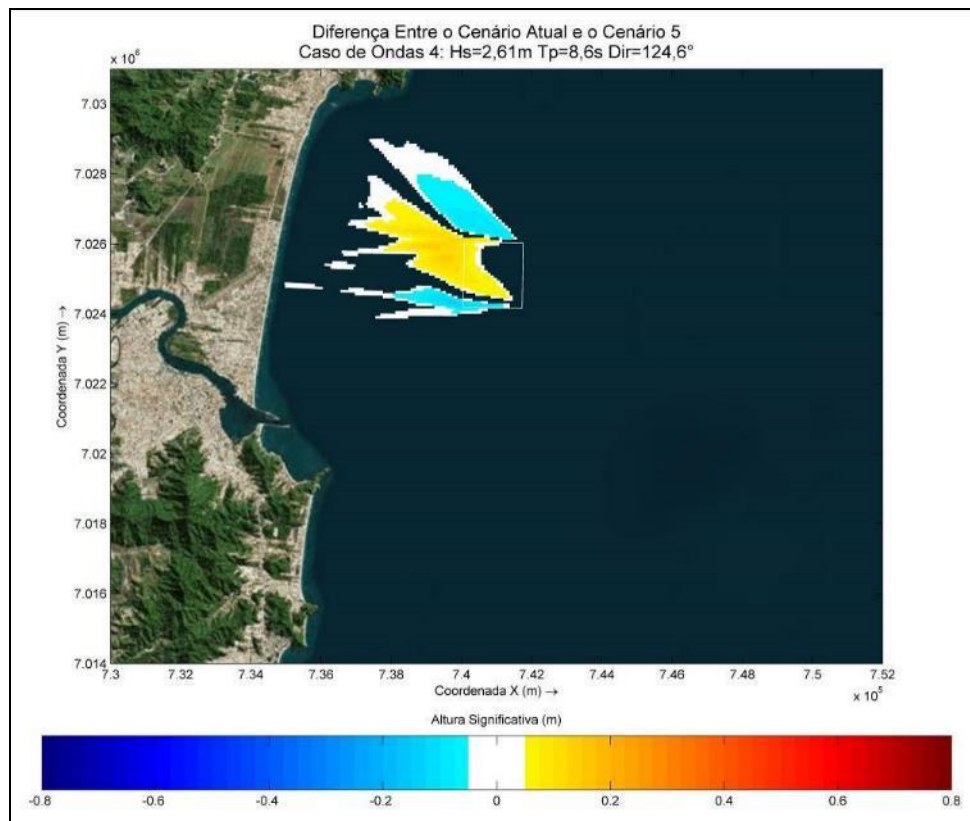 Diferença Entre o Cenário Atual e o Cenário 5
Caso de Ondas 4: Hs=2,61m Tp=8,6s Dir=124,6°
x 10⁶
7.03
7.028
7.026
7.024
7.022
7.02
7.018
7.016
7.014
Coordenada Y (m) →
7.3 7.32 7.34 7.36 7.38 7.4 7.42 7.44 7.46 7.48 7.5 7.52
Coordenada X (m) →
x 10⁵
Altura Significativa (m)
-0.8 -0.6 -0.4 -0.2 0 0.2 0.4 0.6 0.8